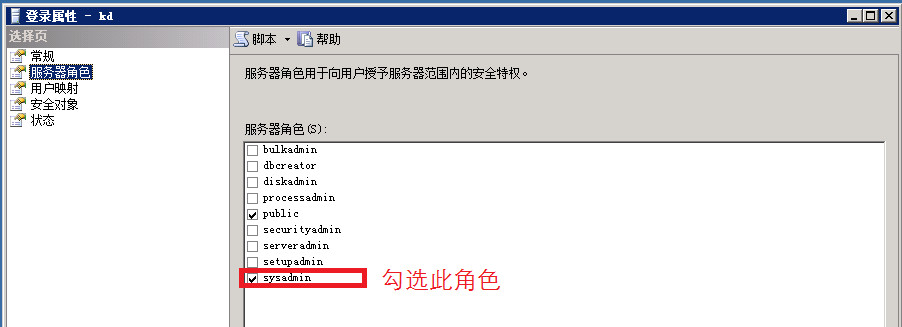 登录属性 - kd
选择页
常规
服务器角色
用户映射
安全对象
状态
脚本 帮助
服务器角色用于向用户授予服务器范围内的安全特权。
服务器角色(S):
bulkadmin
dbcreator
diskadmin
processadmin
public
securityadmin
serveradmin
setupadmin
sysadmin 勾选此角色